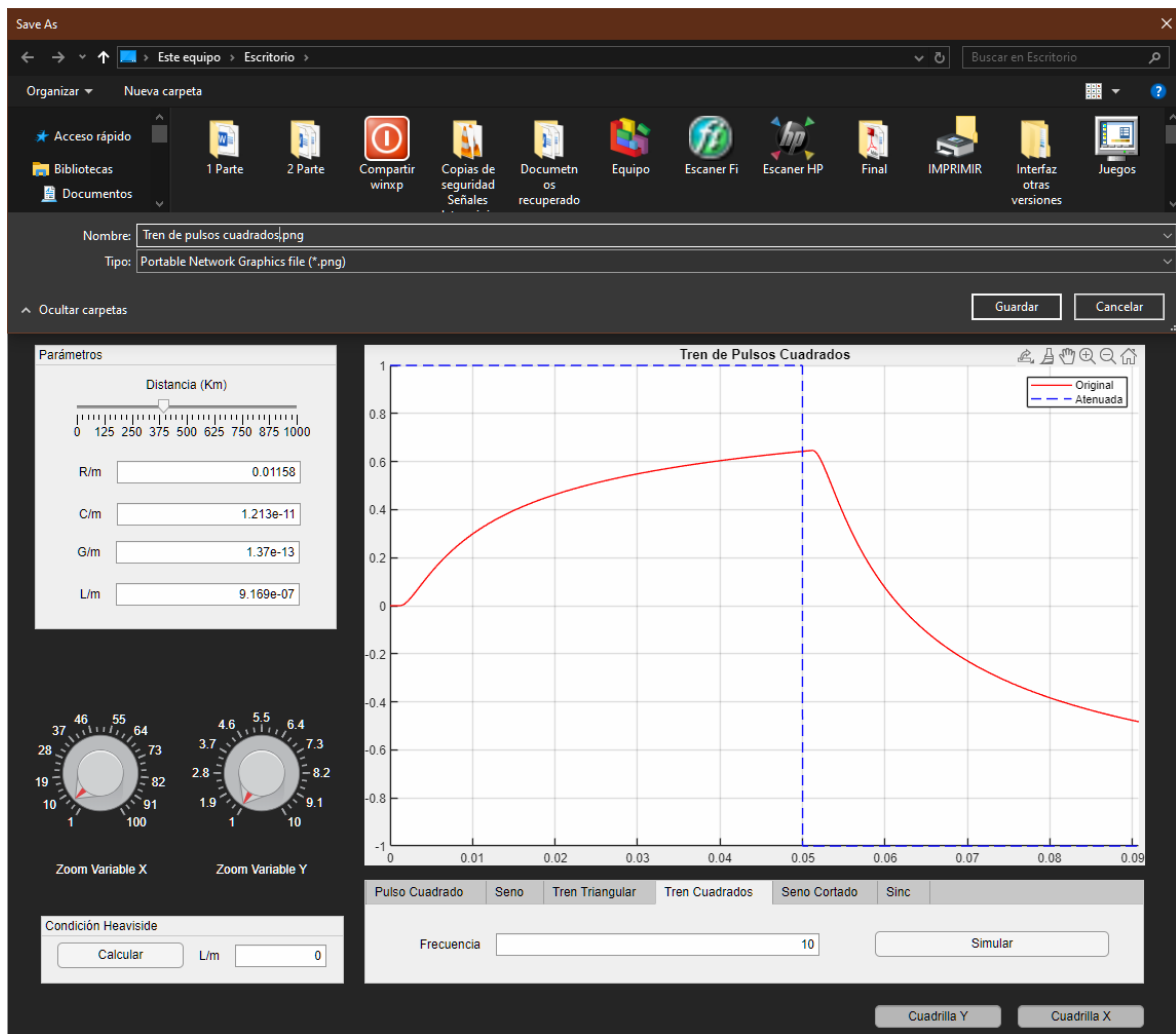 Save As
Este equipo › Escritorio ›
Buscar en Escritorio
Organizar
Nueva carpeta
Acceso rápido
Bibliotecas
Documentos
1 Parte
2 Parte
Compartir winxp
Copias de seguridad Señales
Documetn os recuperado
Equipo
Escaner Fi
Escaner HP
Final
IMPRIMIR
Interfaz otras versiones
Juegos
Nombre: Tren de pulsos cuadrados.png
Tipo: Portable Network Graphics file (*.png)
Ocultar carpetas
Guardar
Cancelar
Parámetros
Distancia (Km)
0 125 250 375 500 625 750 875 1000
R/m 0.01158
C/m 1.213e-11
G/m 1.37e-13
L/m 9.169e-07
Tren de Pulsos Cuadrados
Original
Atenuada
1
0.8
0.6
0.4
0.2
0
-0.2
-0.4
-0.6
-0.8
-1
0 0.01 0.02 0.03 0.04 0.05 0.06 0.07 0.08 0.09
1 10 19 28 37 46 55 64 73 82 91 100
Zoom Variable X
1 1.9 2.8 3.7 4.6 5.5 6.4 7.3 8.2 9.1 10
Zoom Variable Y
Condición Heaviside
Calcular
L/m 0
Pulso Cuadrado
Seno
Tren Triangular
Tren Cuadrados
Seno Cortado
Sinc
Frecuencia 10
Simular
Cuadrilla Y
Cuadrilla X